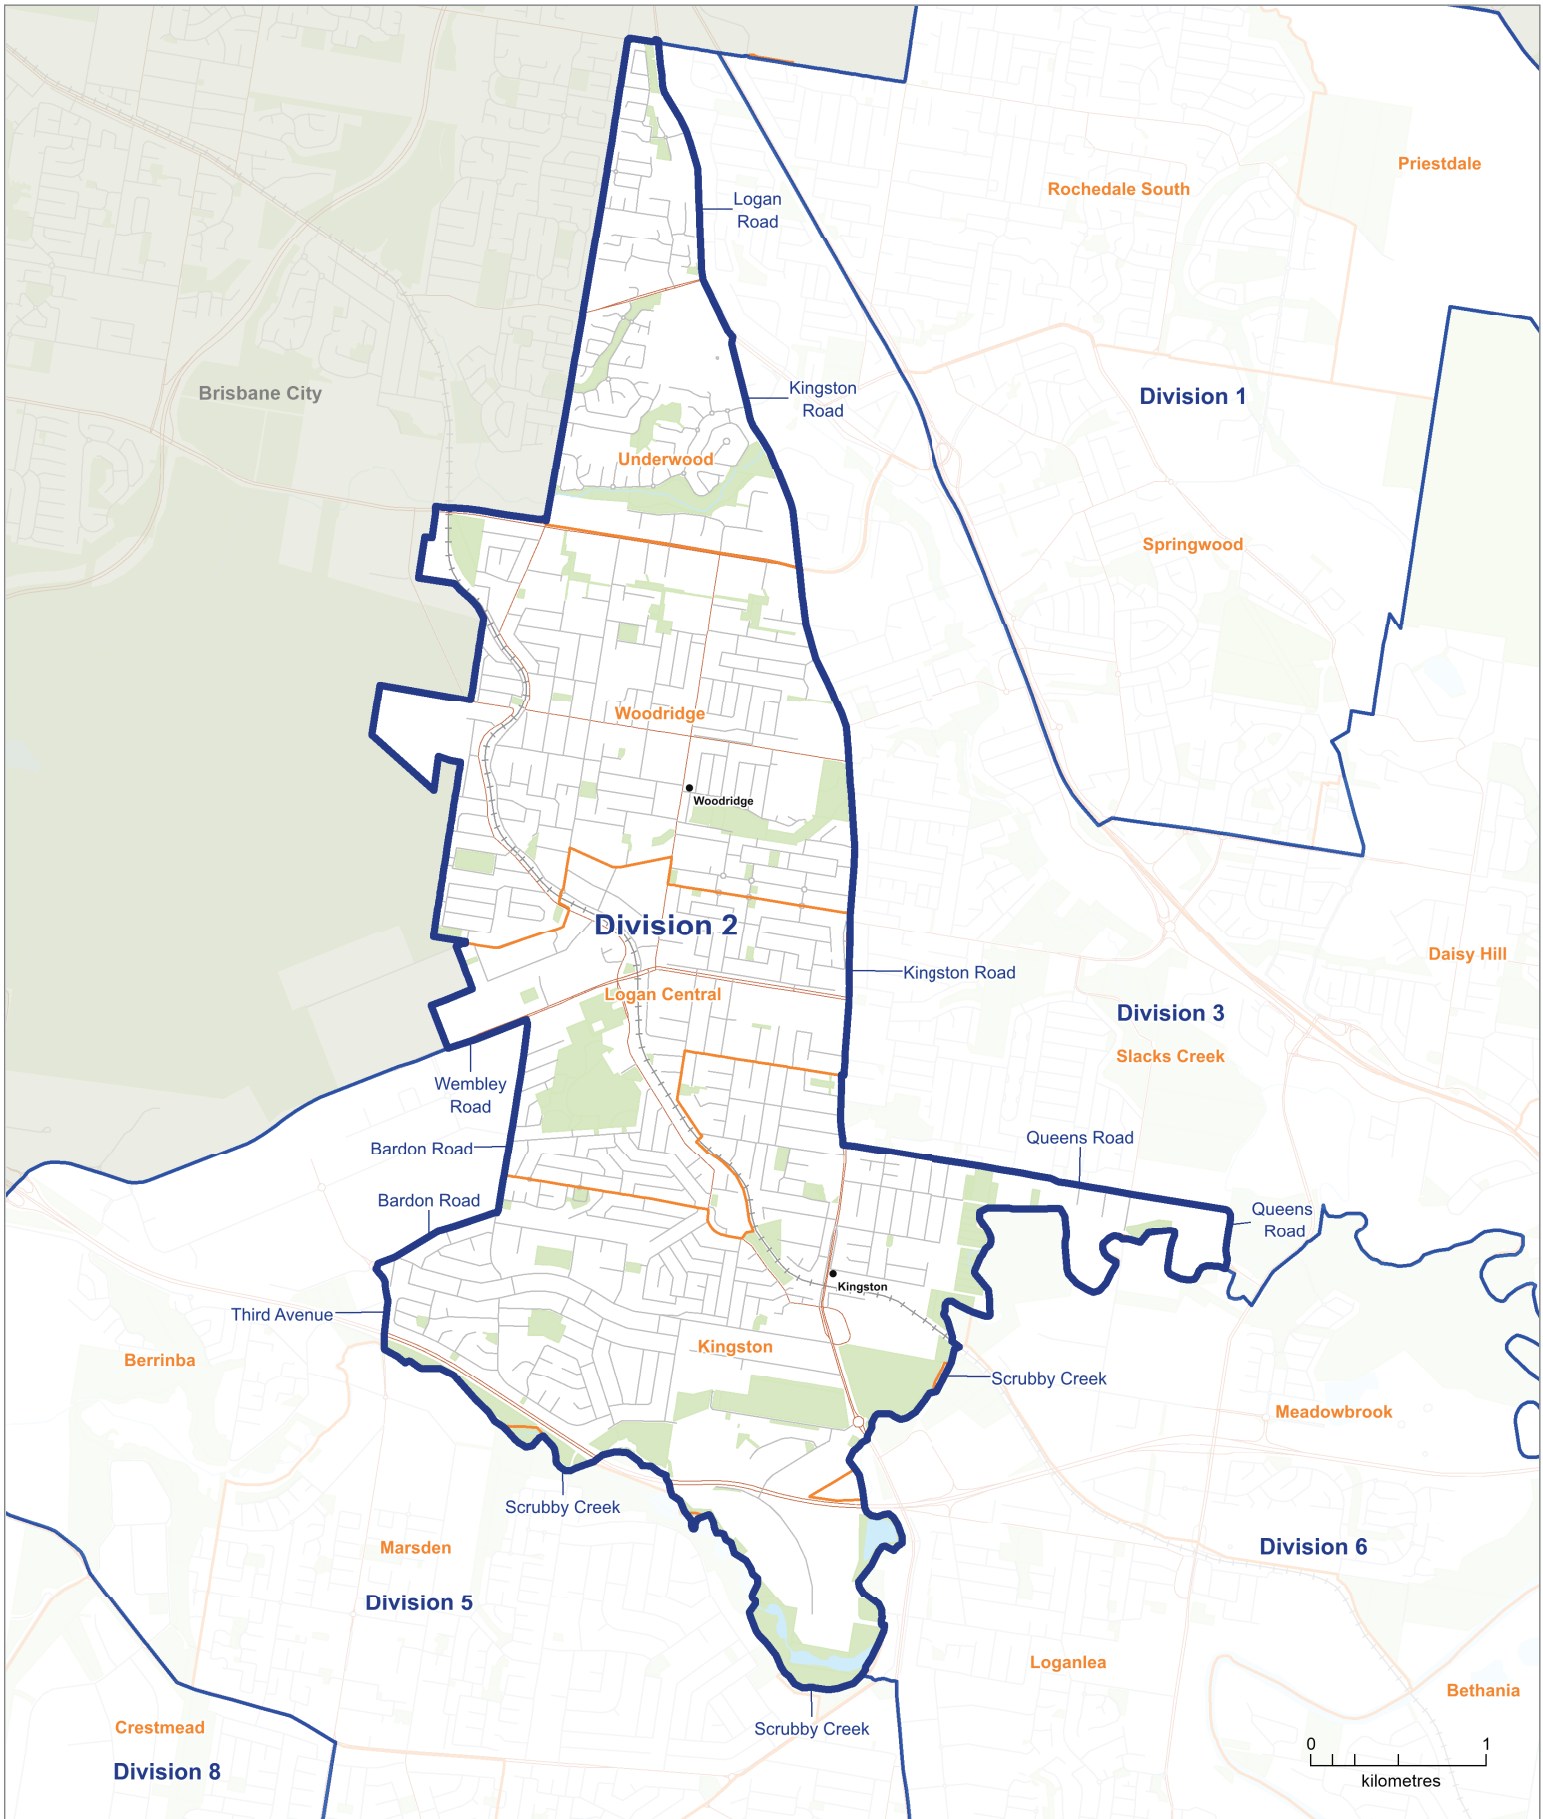 Priestdale
Rochedale South
Logan
Road
Brisbane City
Kingston
Road
Division 1
Underwood
Springwood
Woodridge
Woodridge
Division 2
Daisy Hill
Kingston Road
Logan Central
Division 3
Slacks Creek
Wembley
Road
Queens Road
Bardon Road
Bardon Road
Queens
Road
Kingston
Third Avenue
Kingston
Berrinba
Scrubby Creek
Meadowbrook
Scrubby Creek
Marsden
Division 6
Division 5
Loganlea
Bethania
Crestmead
Scrubby Creek
0 1
Division 8
kilometres